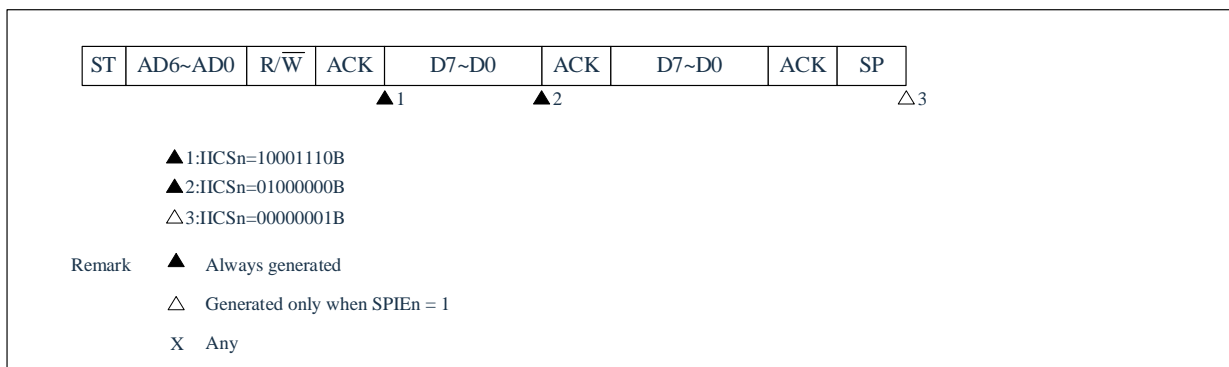 ST AD6~AD0 R/W̅ ACK D7~D0 ACK D7~D0 ACK SP
▲1 ▲2 △3
▲1:IICSn=10001110B
▲2:IICSn=01000000B
△3:IICSn=00000001B
Remark ▲ Always generated
△ Generated only when SPIEn = 1
X Any